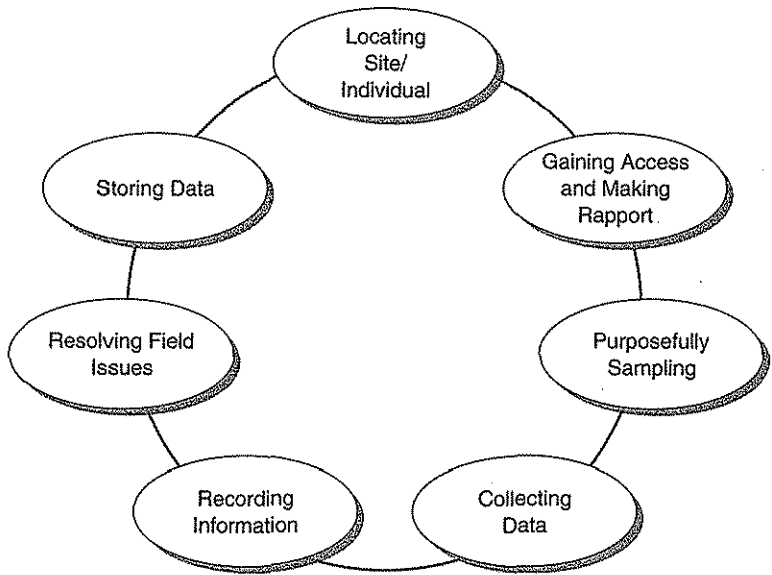 Locating
Site/
Individual
Gaining Access
and Making
Rapport
Purposefully
Sampling
Collecting
Data
Recording
Information
Resolving Field
Issues
Storing Data